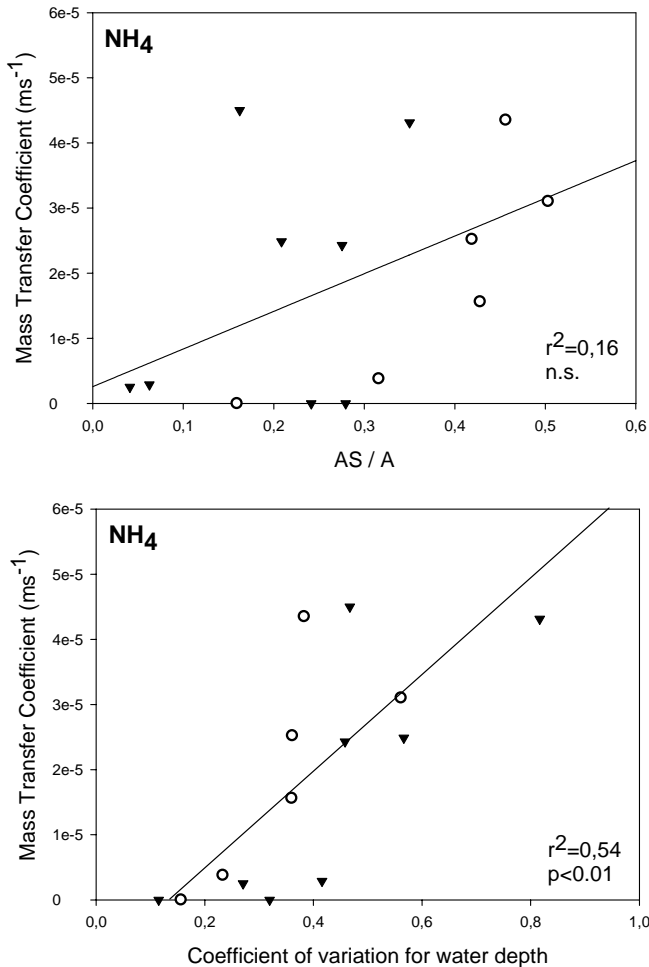 NH4
Mass Transfer Coefficient (ms-1)
6e-5
5e-5
4e-5
3e-5
2e-5
1e-5
0
r2=0,16
n.s.
0,0 0,1 0,2 0,3 0,4 0,5 0,6
AS / A
NH4
Mass Transfer Coefficient (ms-1)
6e-5
5e-5
4e-5
3e-5
2e-5
1e-5
0
r2=0,54
p<0.01
0,0 0,2 0,4 0,6 0,8 1,0
Coefficient of variation for water depth